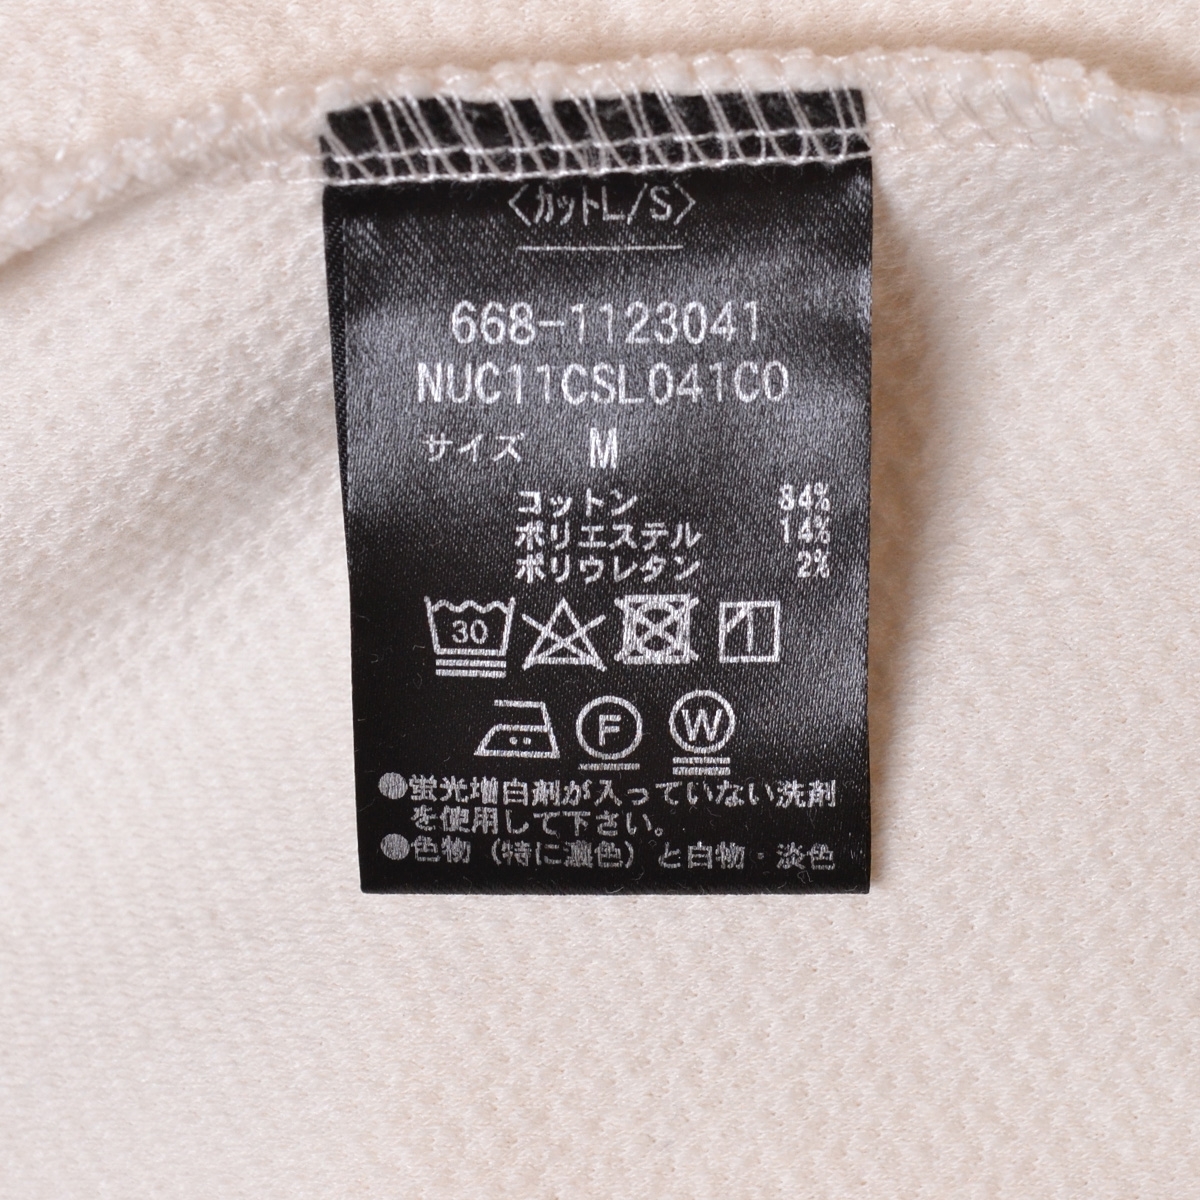 〈カットL/S〉
668-1123041
NUC11CSL041CO
サイズ M
コットン 84%
ポリエステル 14%
ポリウレタン 2%
30
F
W
●蛍光増白剤が入っていない洗剤
を使用して下さい。
●色物（特に濃色）と白物・淡色